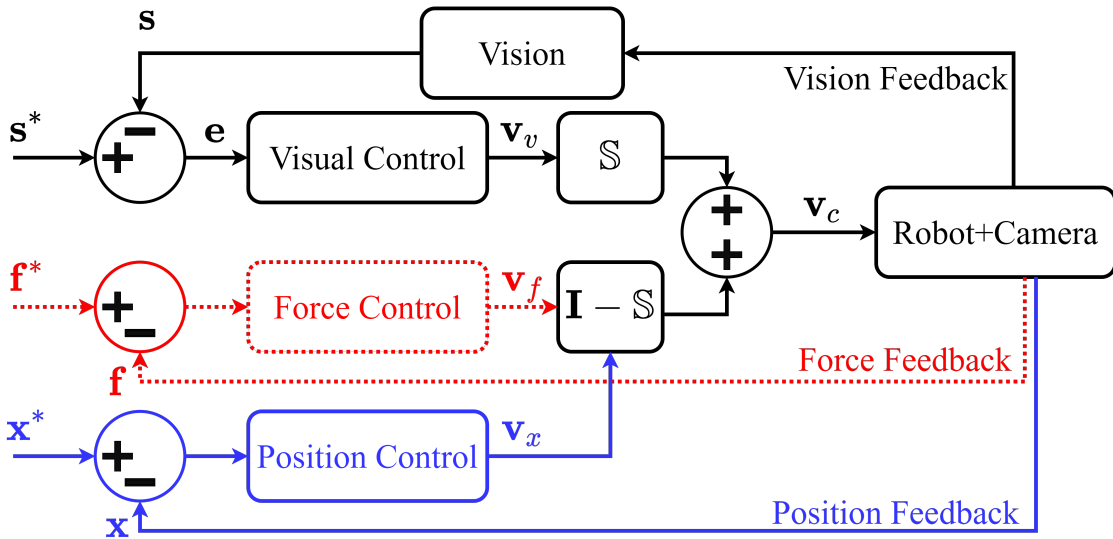 s
Vision
Vision Feedback
s*
+
−
e
Visual Control
v_v
𝕊
+
+
v_c
Robot+Camera
f*
+
−
f
Force Control
v_f
I − 𝕊
Force Feedback
x*
+
−
x
Position Control
v_x
Position Feedback